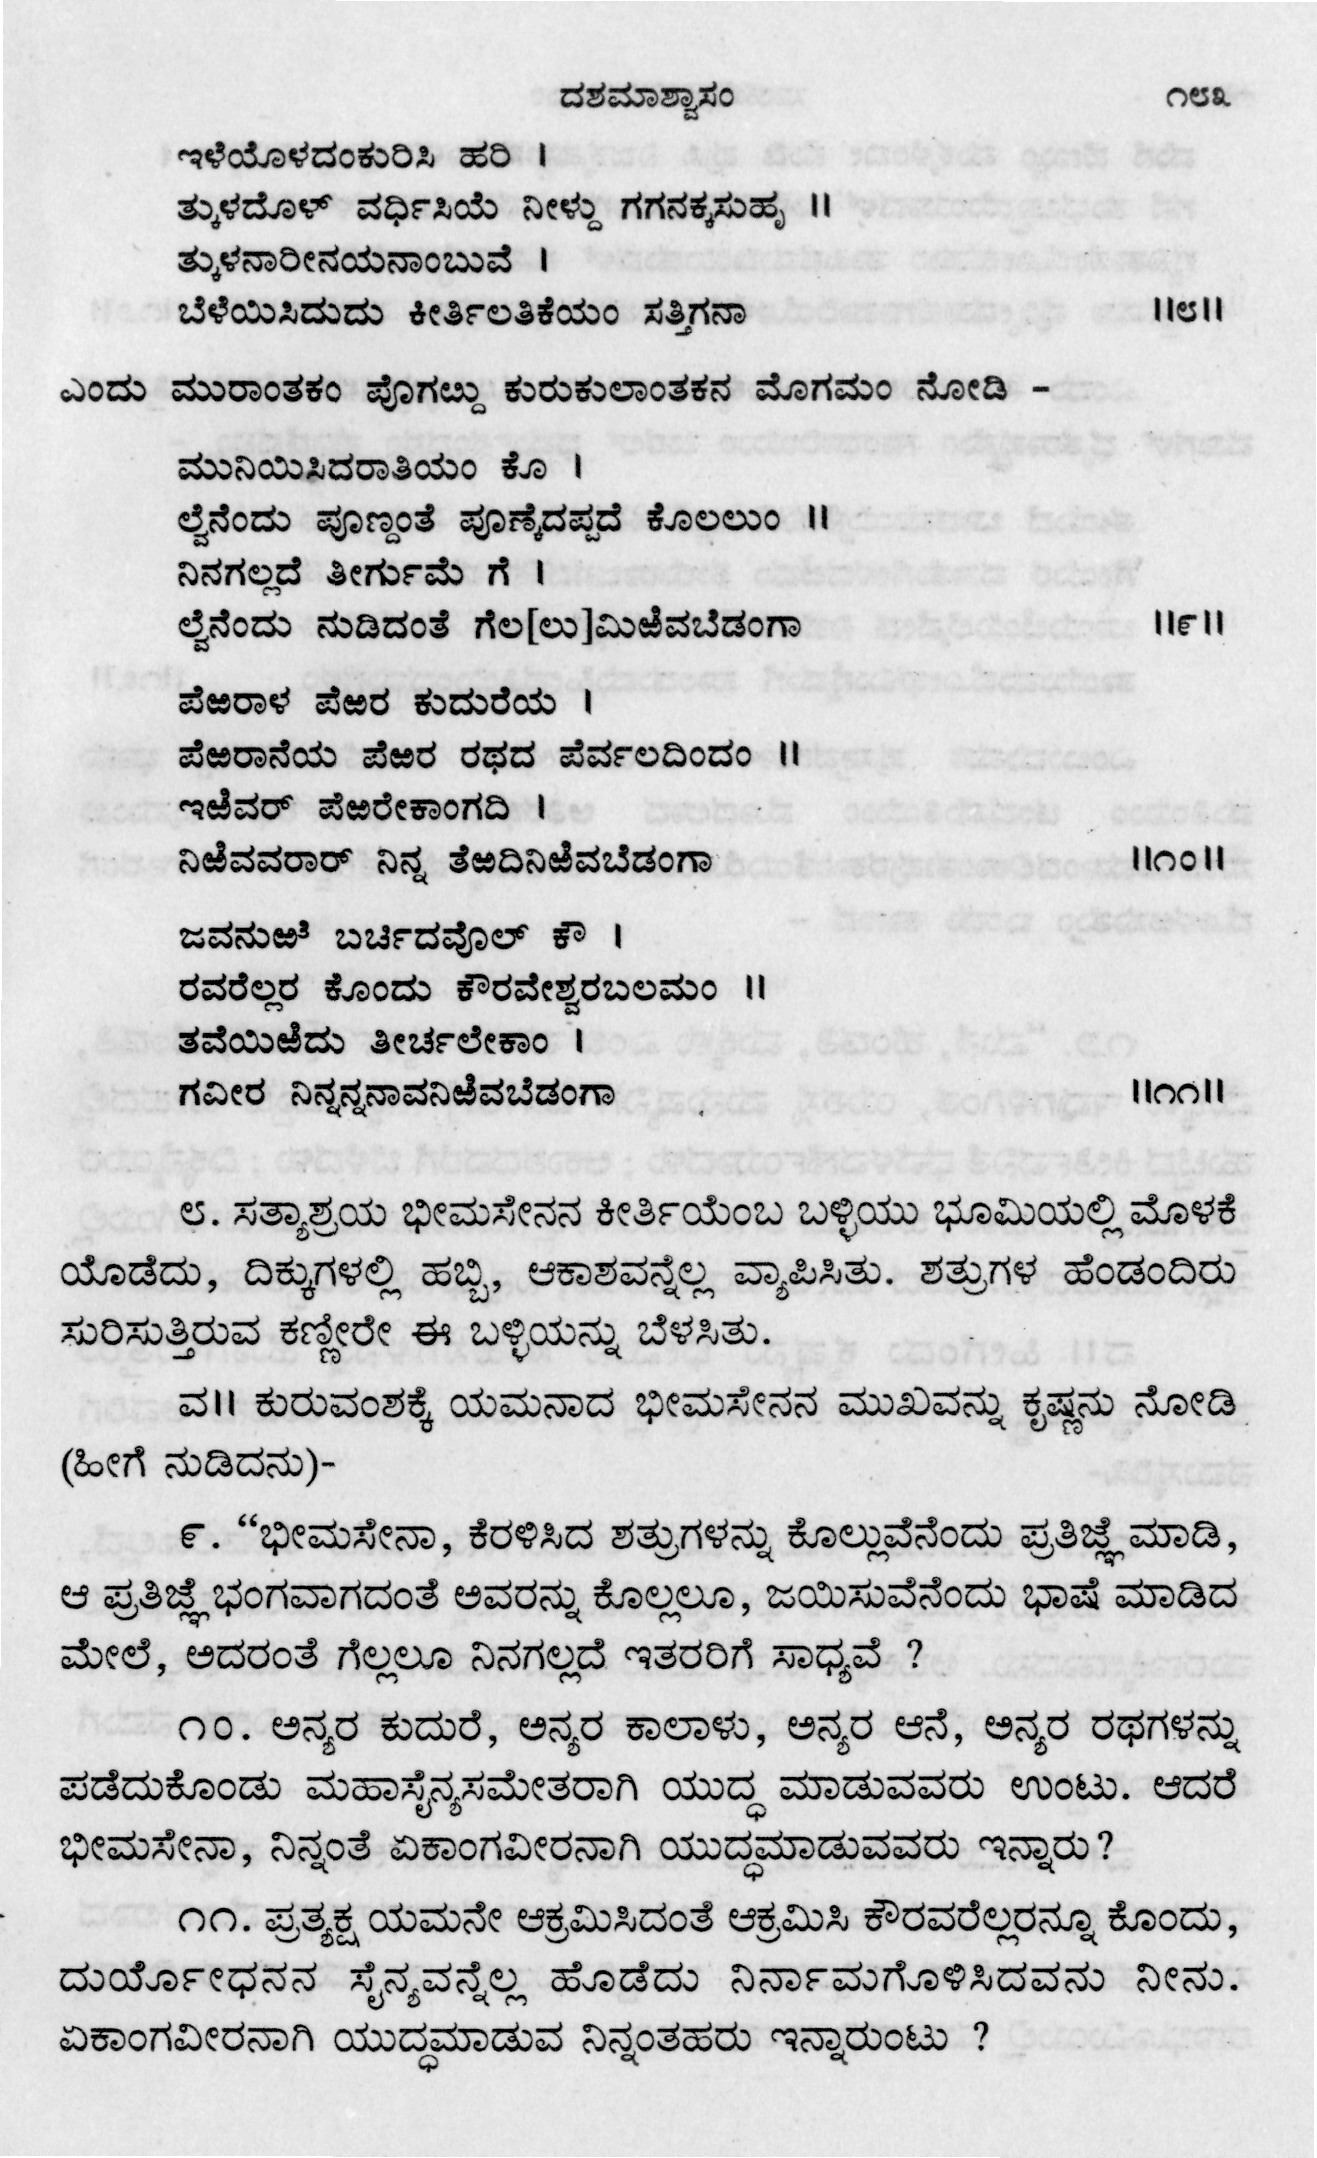 ದಶಮಾಶ್ವಾಸಂ ೧೮೩
ಇಳೆಯೊಳದಂಕುರಿಸಿ ಹರಿ ।
ತ್ಕುಳದೊಳ್ ವರ್ಧಿಸಿಯೆ ನೀಳ್ದು ಗಗನಕ್ಕಸುಹೃ ॥
ತ್ಕುಳನಾರೀನಯನಾಂಬುವೆ ।
ಬೆಳೆಯಿಸಿದುದು ಕೀರ್ತಿಲತಿಕೆಯಂ ಸತ್ತಿಗನಾ ॥೮॥
ಎಂದು ಮುರಾಂತಕಂ ಪೊಗೞ್ದು ಕುರುಕುಲಾಂತಕನ ಮೊಗಮಂ ನೋಡಿ -
ಮುನಿಯಿಸಿದರಾತಿಯಂ ಕೊ ।
ಲ್ವೆನೆಂದು ಪೂಣ್ದಂತೆ ಪೂಣ್ಕೆದಪ್ಪದೆ ಕೊಲಲುಂ ॥
ನಿನಗಲ್ಲದೆ ತೀರ್ಗುಮೆ ಗೆ ।
ಲ್ವೆನೆಂದು ನುಡಿದಂತೆ ಗೆಲ[ಲು]ಮಿಱಿವಬೆಡಂಗಾ ॥೯॥
ಪೆಱರಾಳ ಪೆಱರ ಕುದುರೆಯ ।
ಪೆಱರಾನೆಯ ಪೆಱರ ರಥದ ಪೆರ್ವಲದಿಂದಂ ॥
ಇಱಿವರ್ ಪೆಱರೇಕಾಂಗದಿ ।
ನಿಱಿವವರಾರ್ ನಿನ್ನ ತೆಱದಿನಿಱಿವಬೆಡಂಗಾ ॥೧೦॥
ಜವನುಱೆ ಬರ್ಚಿದವೊಲ್ ಕೌ ।
ರವರೆಲ್ಲರ ಕೊಂದು ಕೌರವೇಶ್ವರಬಲಮಂ ॥
ತವೆಯಿಱಿದು ತೀರ್ಚಲೇಕಾಂ ।
ಗವೀರ ನಿನ್ನನ್ನನಾವನಿಱಿವಬೆಡಂಗಾ ॥೧೧॥
೮. ಸತ್ಯಾಶ್ರಯ ಭೀಮಸೇನನ ಕೀರ್ತಿಯೆಂಬ ಬಳ್ಳಿಯು ಭೂಮಿಯಲ್ಲಿ ಮೊಳಕೆ
ಯೊಡೆದು, ದಿಕ್ಕುಗಳಲ್ಲಿ ಹಬ್ಬಿ, ಆಕಾಶವನ್ನೆಲ್ಲ ವ್ಯಾಪಿಸಿತು. ಶತ್ರುಗಳ ಹೆಂಡಂದಿರು
ಸುರಿಸುತ್ತಿರುವ ಕಣ್ಣೀರೇ ಈ ಬಳ್ಳಿಯನ್ನು ಬೆಳಸಿತು.
ವ॥ ಕುರುವಂಶಕ್ಕೆ ಯಮನಾದ ಭೀಮಸೇನನ ಮುಖವನ್ನು ಕೃಷ್ಣನು ನೋಡಿ
(ಹೀಗೆ ನುಡಿದನು)-
೯. “ಭೀಮಸೇನಾ, ಕೆರಳಿಸಿದ ಶತ್ರುಗಳನ್ನು ಕೊಲ್ಲುವೆನೆಂದು ಪ್ರತಿಜ್ಞೆ ಮಾಡಿ,
ಆ ಪ್ರತಿಜ್ಞೆ ಭಂಗವಾಗದಂತೆ ಅವರನ್ನು ಕೊಲ್ಲಲೂ, ಜಯಿಸುವೆನೆಂದು ಭಾಷೆ ಮಾಡಿದ
ಮೇಲೆ, ಅದರಂತೆ ಗೆಲ್ಲಲೂ ನಿನಗಲ್ಲದೆ ಇತರರಿಗೆ ಸಾಧ್ಯವೆ ?
೧೦. ಅನ್ಯರ ಕುದುರೆ, ಅನ್ಯರ ಕಾಲಾಳು, ಅನ್ಯರ ಆನೆ, ಅನ್ಯರ ರಥಗಳನ್ನು
ಪಡೆದುಕೊಂಡು ಮಹಾಸೈನ್ಯಸಮೇತರಾಗಿ ಯುದ್ಧ ಮಾಡುವವರು ಉಂಟು. ಆದರೆ
ಭೀಮಸೇನಾ, ನಿನ್ನಂತೆ ಏಕಾಂಗವೀರನಾಗಿ ಯುದ್ಧಮಾಡುವವರು ಇನ್ನಾರು?
೧೧. ಪ್ರತ್ಯಕ್ಷ ಯಮನೇ ಆಕ್ರಮಿಸಿದಂತೆ ಆಕ್ರಮಿಸಿ ಕೌರವರೆಲ್ಲರನ್ನೂ ಕೊಂದು,
ದುರ್ಯೋಧನನ ಸೈನ್ಯವನ್ನೆಲ್ಲ ಹೊಡೆದು ನಿರ್ನಾಮಗೊಳಿಸಿದವನು ನೀನು.
ಏಕಾಂಗವೀರನಾಗಿ ಯುದ್ಧಮಾಡುವ ನಿನ್ನಂತಹರು ಇನ್ನಾರುಂಟು ?